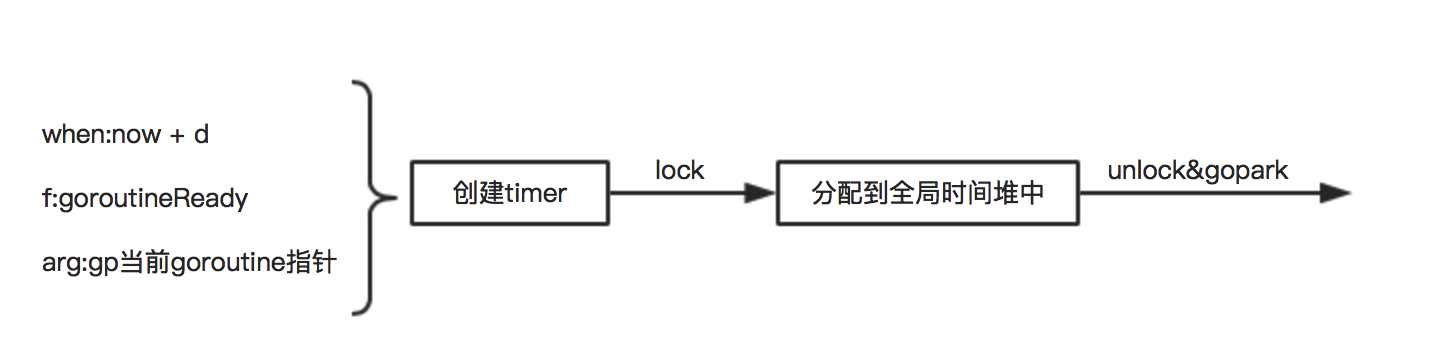 when:now + d
f:goroutineReady
arg:gp当前goroutine指针
创建timer
lock
分配到全局时间堆中
unlock&gopark